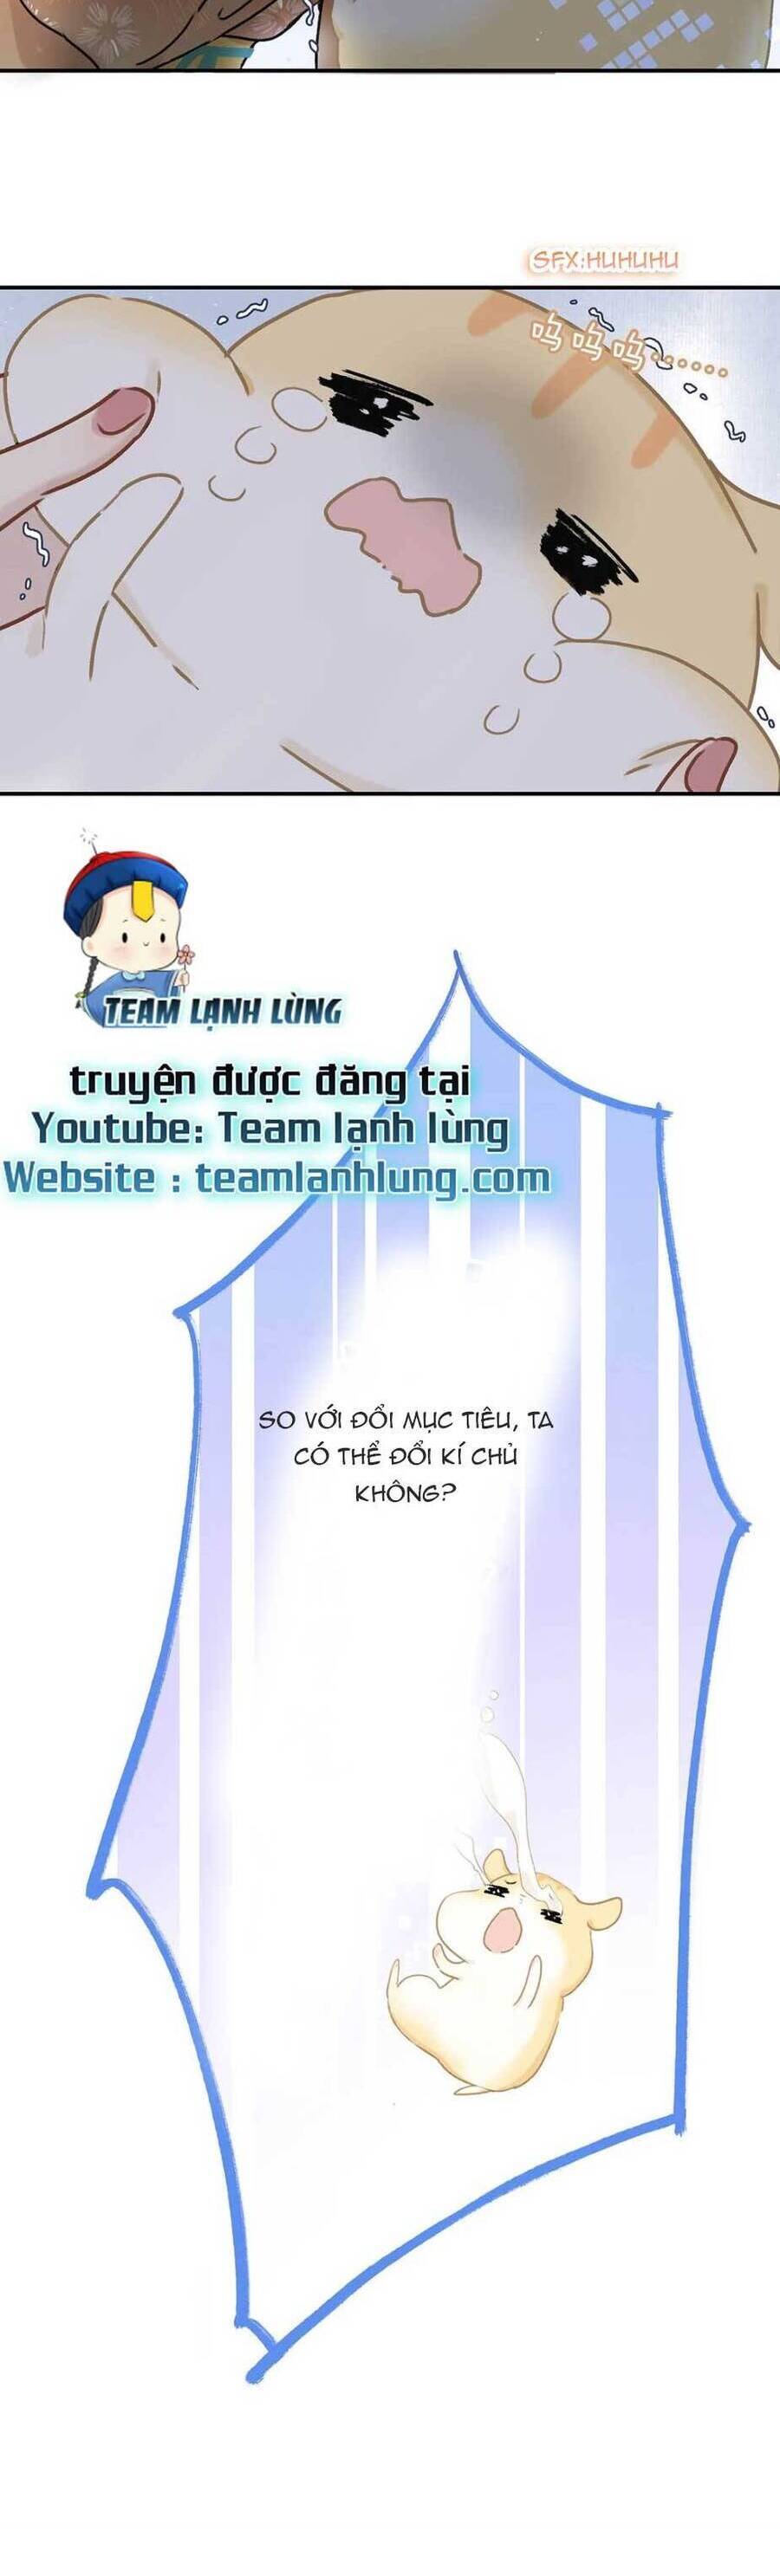 SFX:HUHUHU
呜呜呜……
TEAM LẠNH LÙNG
truyện được đăng tại
Youtube: Team lạnh lùng
Website : teamlanhlung.com
SO VỚI ĐỔI MỤC TIÊU, TA
CÓ THỂ ĐỔI KÍ CHỦ
KHÔNG?